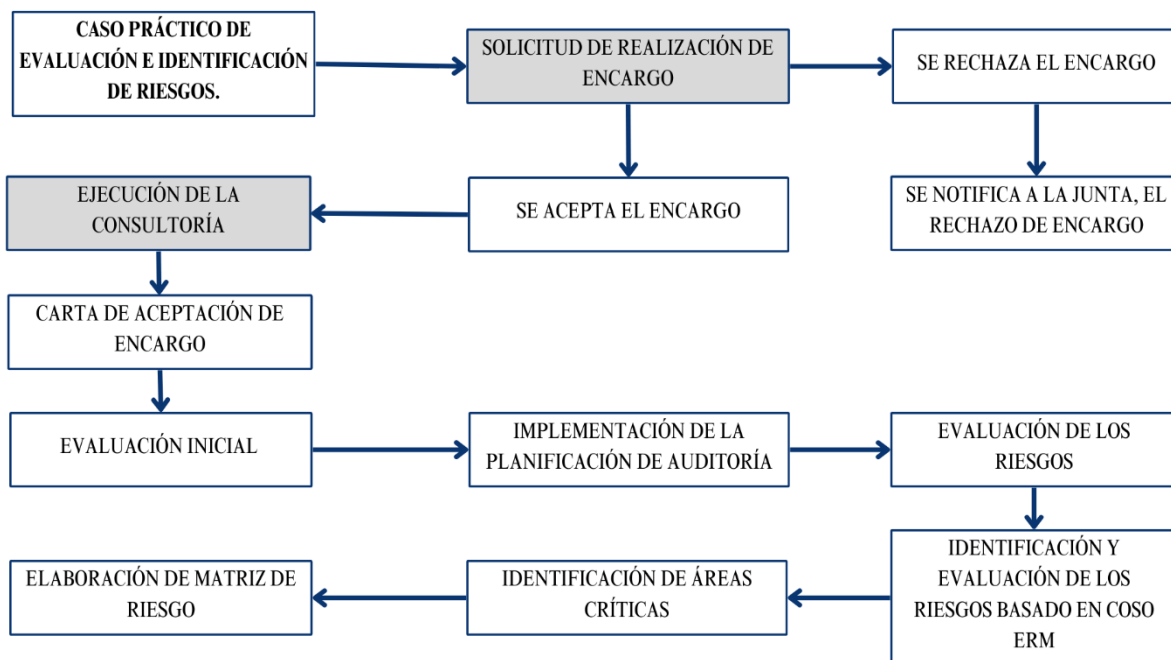 CASO PRÁCTICO DE
EVALUACIÓN E IDENTIFICACIÓN
DE RIESGOS.
SOLICITUD DE REALIZACIÓN DE
ENCARGO
SE RECHAZA EL ENCARGO
EJECUCIÓN DE LA
CONSULTORÍA
SE ACEPTA EL ENCARGO
SE NOTIFICA A LA JUNTA, EL
RECHAZO DE ENCARGO
CARTA DE ACEPTACIÓN DE
ENCARGO
EVALUACIÓN INICIAL
IMPLEMENTACIÓN DE LA
PLANIFICACIÓN DE AUDITORÍA
EVALUACIÓN DE LOS
RIESGOS
ELABORACIÓN DE MATRIZ DE
RIESGO
IDENTIFICACIÓN DE ÁREAS
CRÍTICAS
IDENTIFICACIÓN Y
EVALUACIÓN DE LOS
RIESGOS BASADO EN COSO
ERM